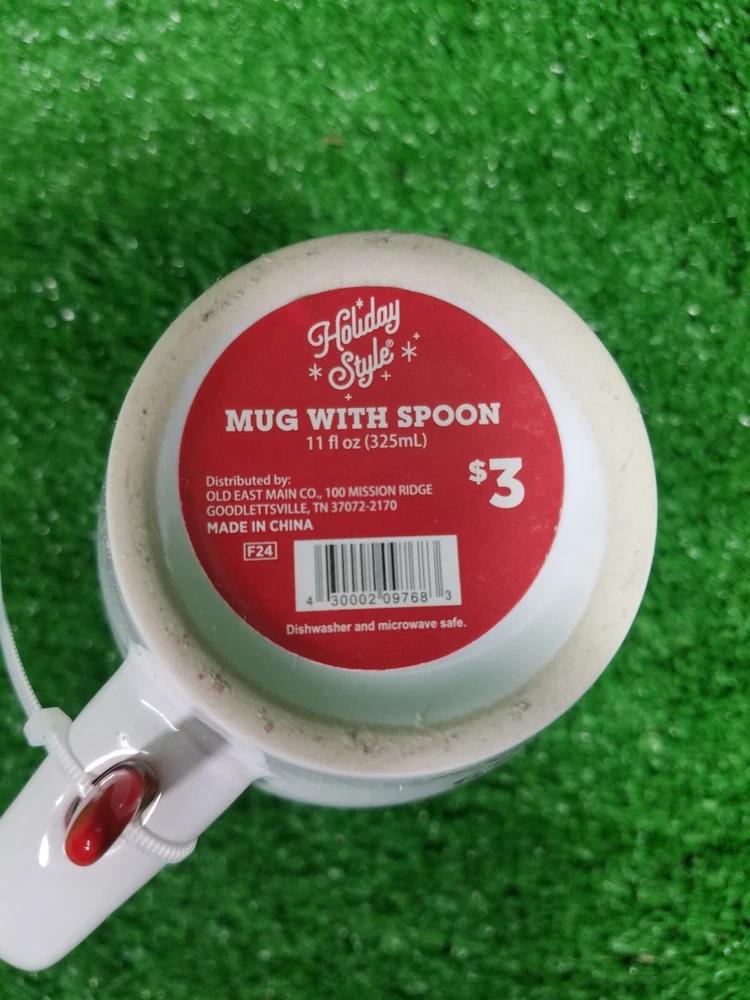 Holiday
Style®
MUG WITH SPOON
11 fl oz (325mL)
$3
Distributed by:
OLD EAST MAIN CO., 100 MISSION RIDGE
GOODLETTSVILLE, TN 37072-2170
MADE IN CHINA
F24
4 30002 09768 3
Dishwasher and microwave safe.